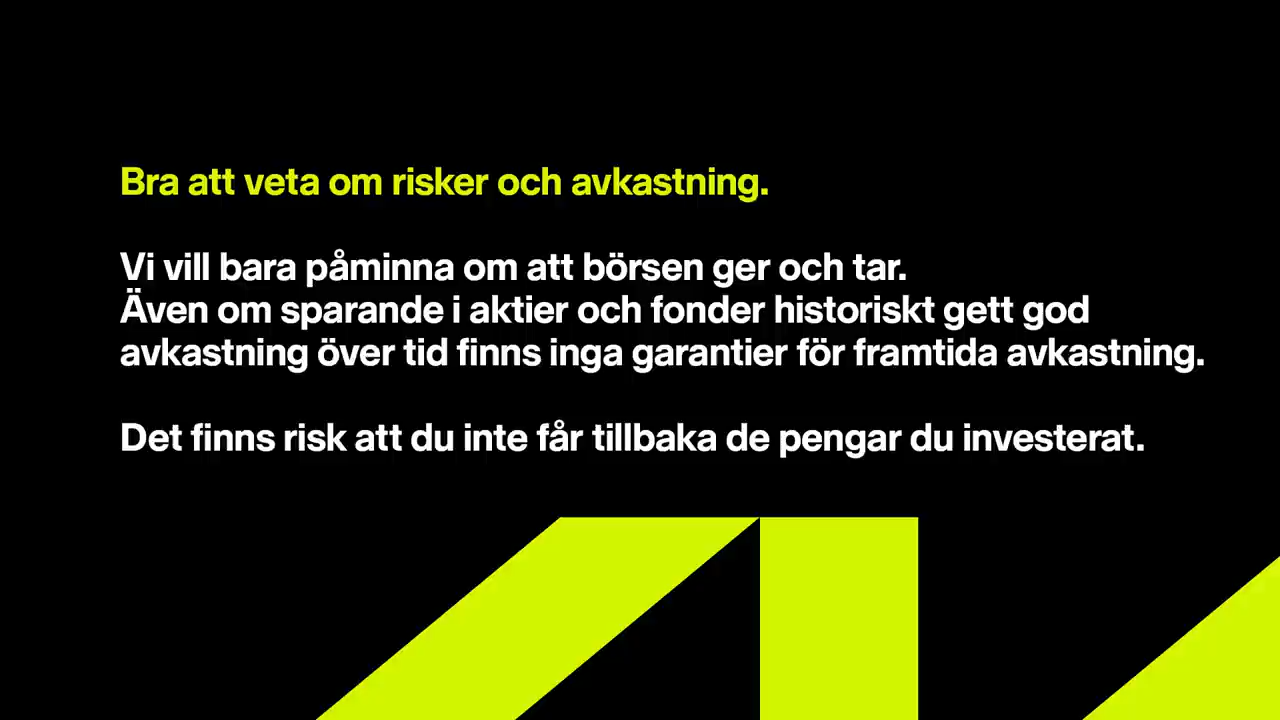 Bra att veta om risker och avkastning.
Vi vill bara påminna om att börsen ger och tar.
Även om sparande i aktier och fonder historiskt gett god
avkastning över tid finns inga garantier för framtida avkastning.
Det finns risk att du inte får tillbaka de pengar du investerat.